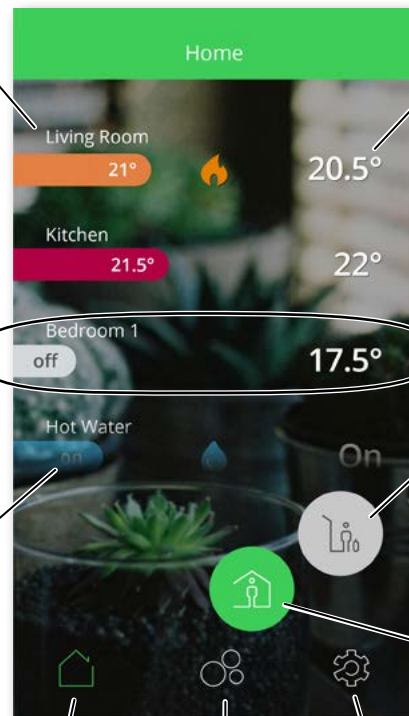 Home
Living Room
21°
20.5°
Kitchen
21.5°
22°
Bedroom 1
off
17.5°
Hot Water
on
On